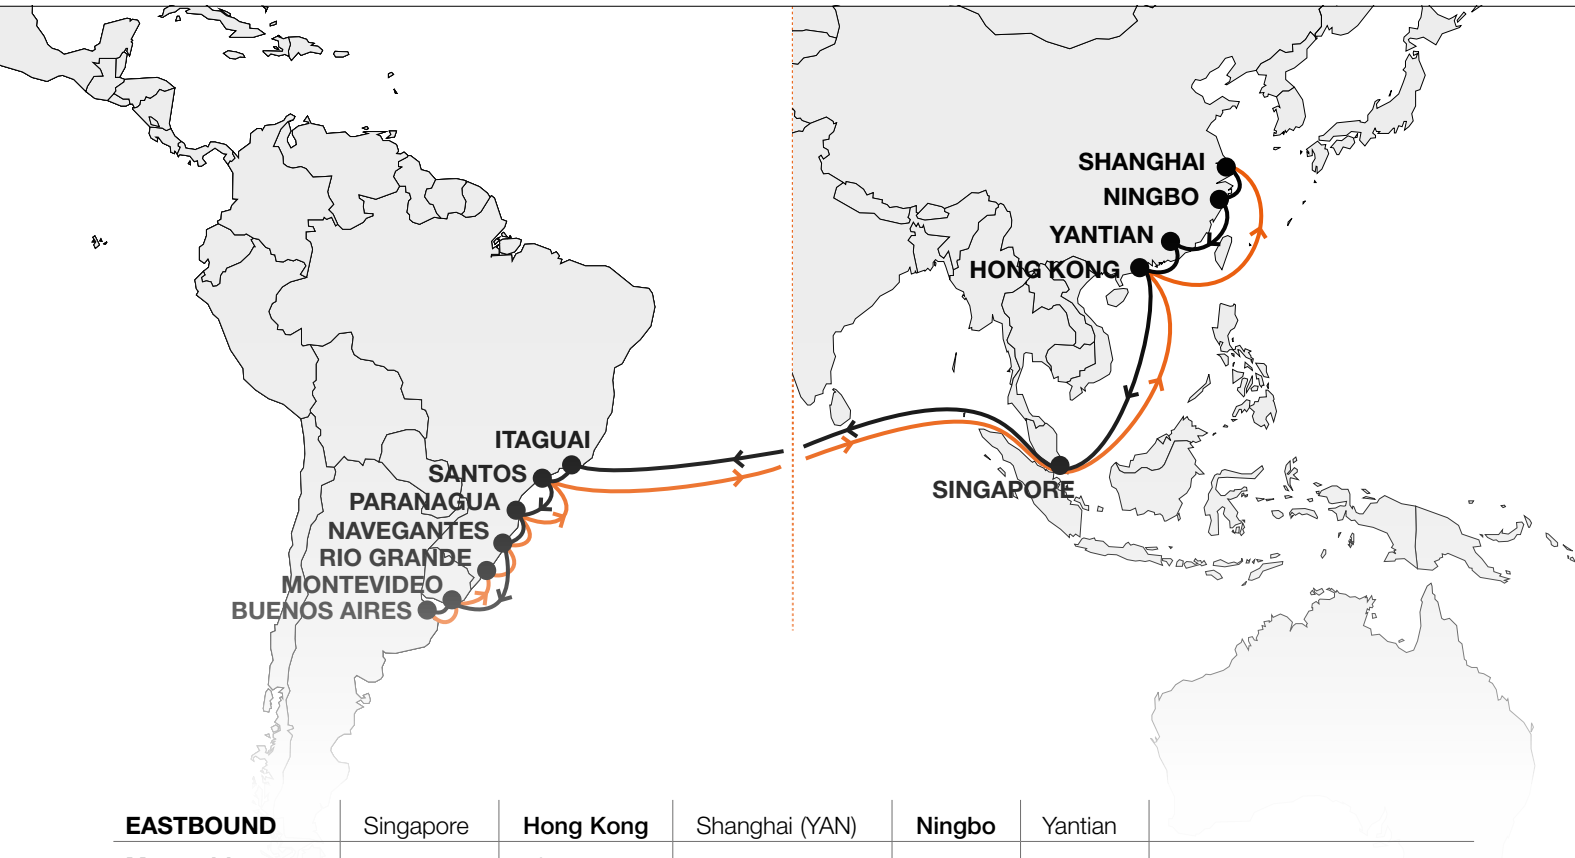 SHANGHAI
NINGBO
YANTIAN
HONG KONG
ITAGUAI
SANTOS
SINGAPORE
PARANAGUA
NAVEGANTES
RIO GRANDE
MONTEVIDEO
BUENOS AIRES
EASTBOUND Singapore Hong Kong Shanghai (YAN) Ningbo Yantian